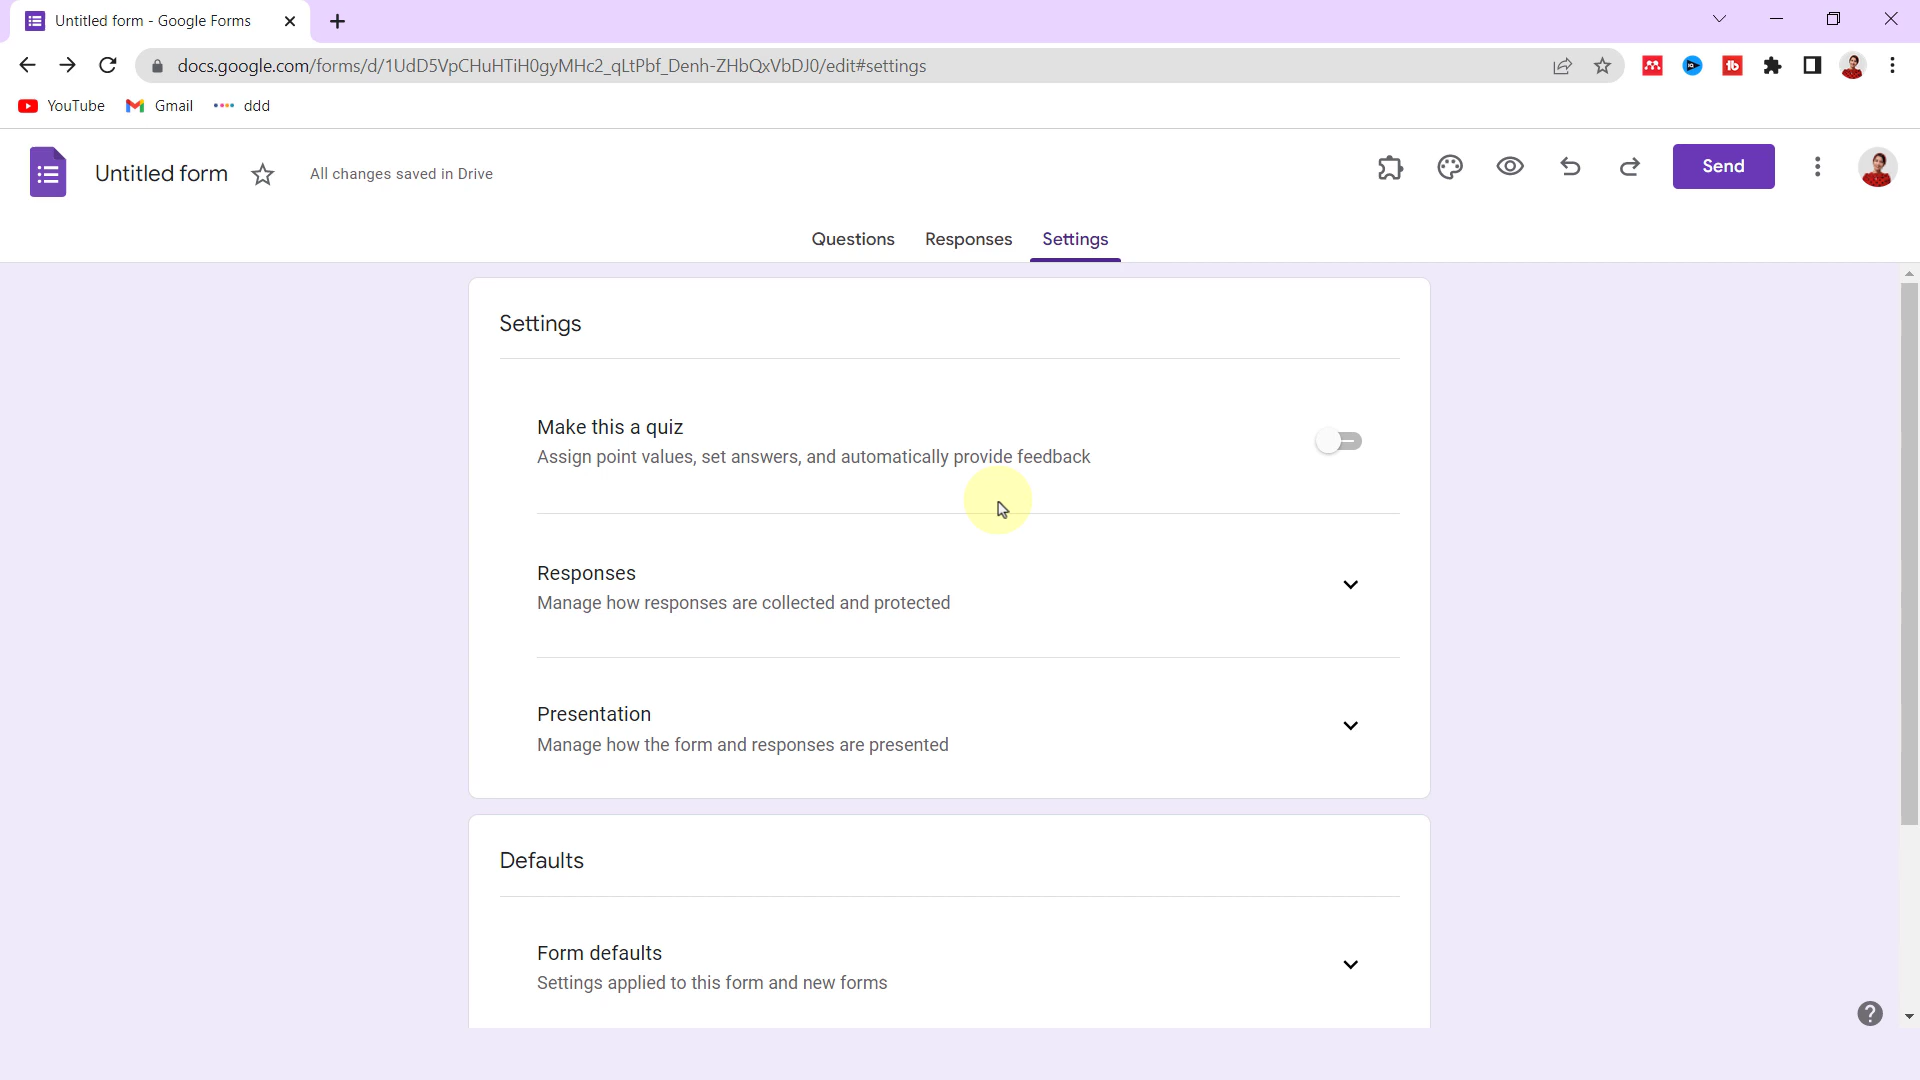 Untitled form - Google Forms
docs.google.com/forms/d/1UdD5VpCHuHTiH0gyMHc2_qLtPbf_Denh-ZHbQxVbDJ0/edit#settings
YouTube Gmail ddd
Untitled form All changes saved in Drive Send
Questions Responses Settings
Settings
Make this a quiz
Assign point values, set answers, and automatically provide feedback
Responses
Manage how responses are collected and protected
Presentation
Manage how the form and responses are presented
Defaults
Form defaults
Settings applied to this form and new forms